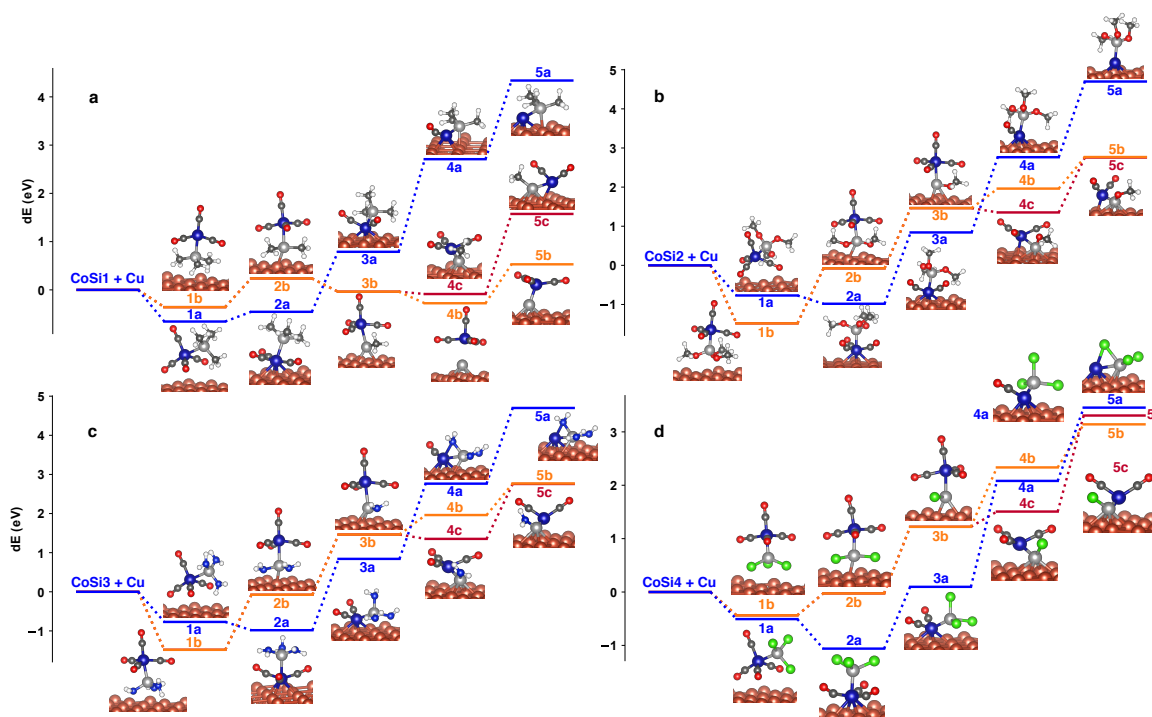 a
dE (eV)
4
3
2
1
0
CoSi1 + Cu
1b
1a
2b
2a
3a
3b
4a
4c
4b
5a
5c
5b
b
5
4
3
2
1
0
−1
CoSi2 + Cu
1a
1b
2b
2a
3b
3a
4a
4b
4c
5a
5b
5c
c
dE (eV)
5
4
3
2
1
0
−1
CoSi3 + Cu
1a
1b
2b
2a
3b
3a
4a
4b
4c
5a
5b
5c
d
3
2
1
0
−1
CoSi4 + Cu
1b
1a
2b
2a
3b
3a
4a
4b
4a
4c
5a
5
5b
5c